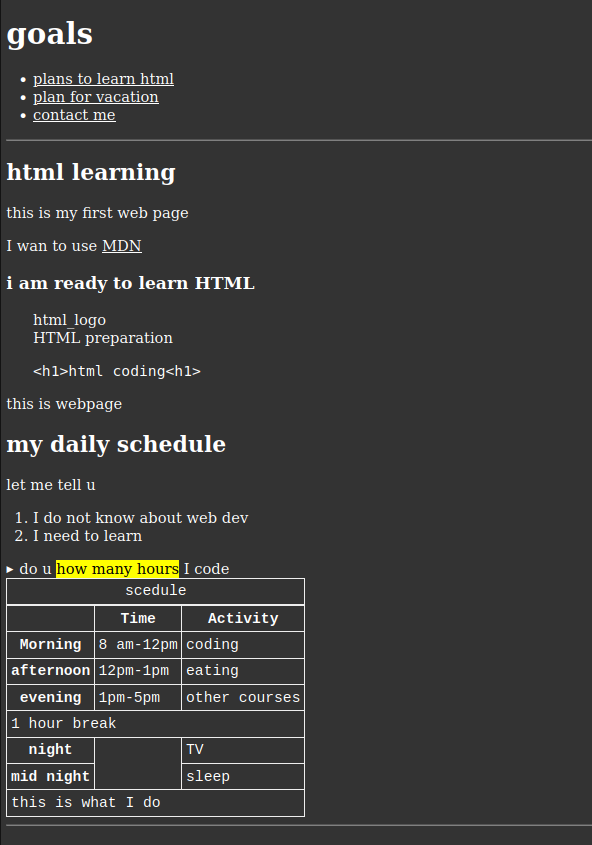 goals
• plans to learn html
• plan for vacation
• contact me
html learning
this is my first web page
I wan to use MDN
i am ready to learn HTML
html_logo
HTML preparation
<h1>html coding<h1>
this is webpage
my daily schedule
let me tell u
1. I do not know about web dev
2. I need to learn
▸ do u how many hours I code
scedule
Time Activity
Morning 8 am-12pm coding
afternoon 12pm-1pm eating
evening 1pm-5pm other courses
1 hour break
night TV
mid night sleep
this is what I do